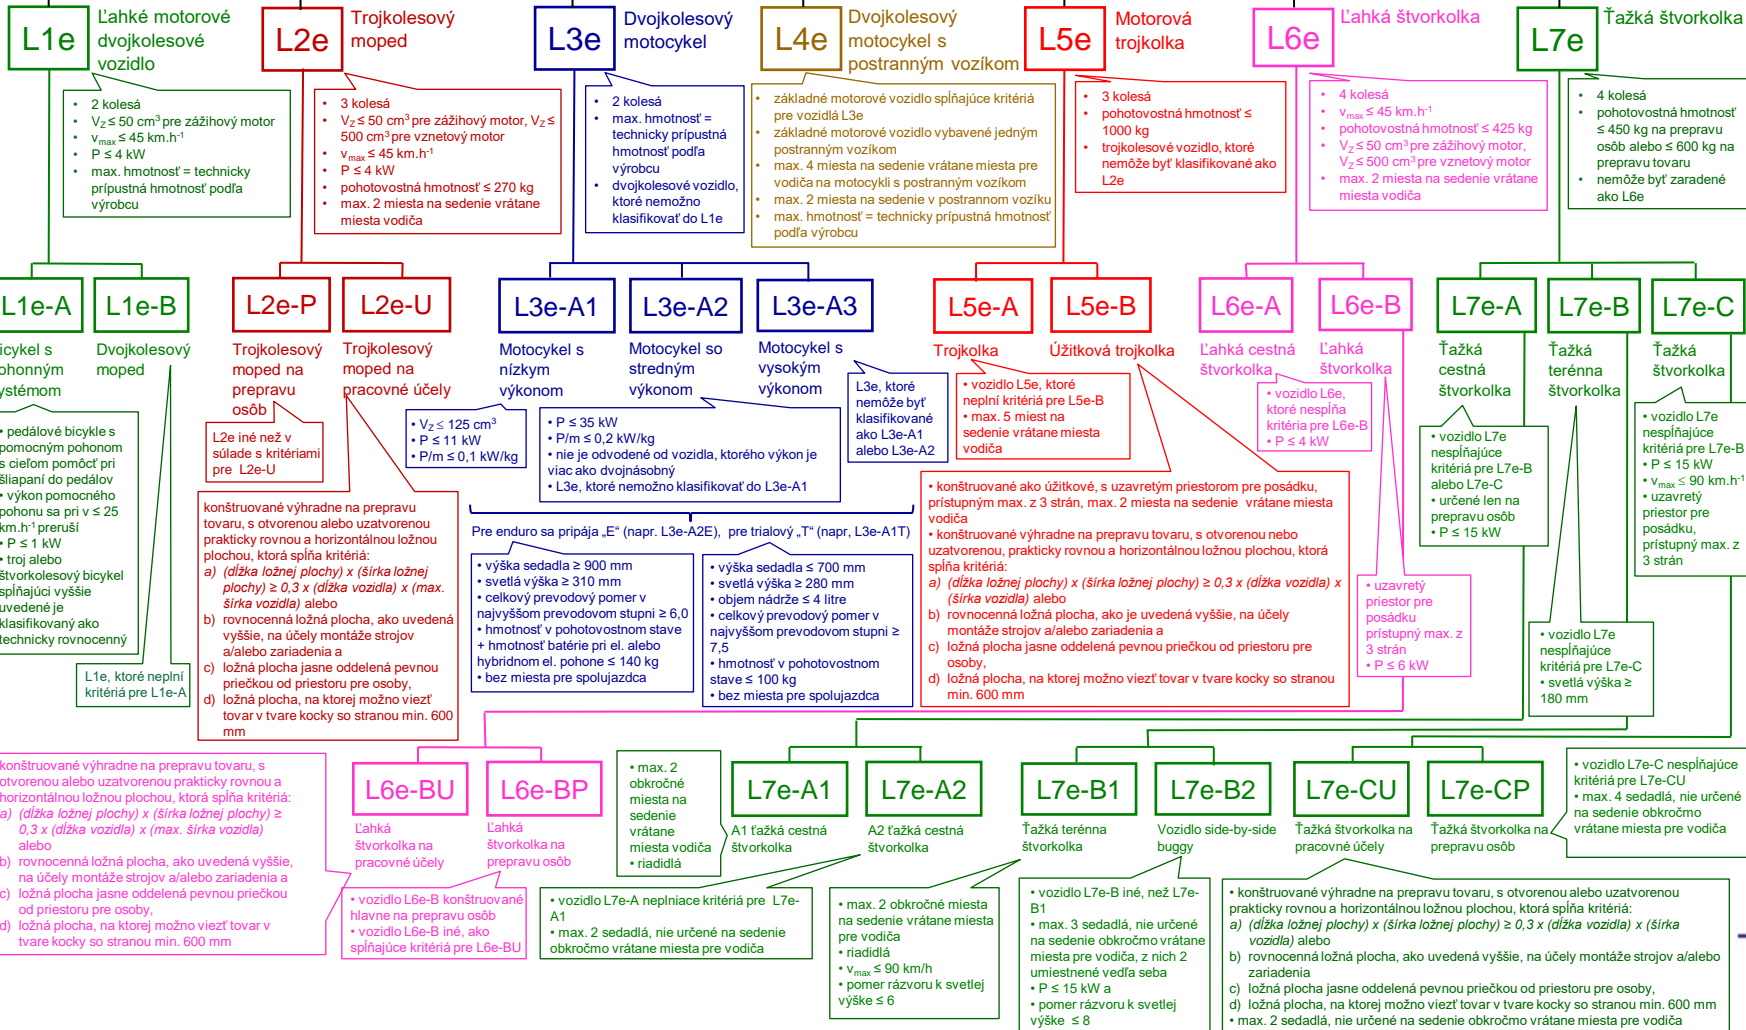 L1e
Ľahké motorové
dvojkolesové
vozidlo
L2e
Trojkolesový
moped
L3e
Dvojkolesový
motocykel
L4e
Dvojkolesový
motocykel s
postranným vozíkom
L5e
Motorová
trojkolka
L6e
Ľahká štvorkolka
L7e
Ťažká štvorkolka
• 2 kolesá
• V_Z ≤ 50 cm³ pre zážihový motor
• v_max ≤ 45 km.h⁻¹
• P ≤ 4 kW
• max. hmotnosť = technicky
prípustná hmotnosť podľa
výrobcu
• 3 kolesá
• V_Z ≤ 50 cm³ pre zážihový motor, V_Z ≤
500 cm³ pre vznetový motor
• v_max ≤ 45 km.h⁻¹
• P ≤ 4 kW
• pohotovostná hmotnosť ≤ 270 kg
• max. 2 miesta na sedenie vrátane
miesta vodiča
• 2 kolesá
• max. hmotnosť =
technicky prípustná
hmotnosť podľa
výrobcu
• dvojkolesové vozidlo,
ktoré nemožno
klasifikovať do L1e
• základné motorové vozidlo spĺňajúce kritériá
pre vozidlá L3e
• základné motorové vozidlo vybavené jedným
postranným vozíkom
• max. 4 miesta na sedenie vrátane miesta pre
vodiča na motocykli s postranným vozíkom
• max. 2 miesta na sedenie v postrannom vozíku
• max. hmotnosť = technicky prípustná hmotnosť
podľa výrobcu
• 3 kolesá
• pohotovostná hmotnosť ≤
1000 kg
• trojkolesové vozidlo, ktoré
nemôže byť klasifikované ako
L2e
• 4 kolesá
• v_max ≤ 45 km.h⁻¹
• pohotovostná hmotnosť ≤ 425 kg
• V_Z ≤ 50 cm³ pre zážihový motor,
V_Z ≤ 500 cm³ pre vznetový motor
• max. 2 miesta na sedenie vrátane
miesta vodiča
• 4 kolesá
• pohotovostná hmotnosť
≤ 450 kg na prepravu
osôb alebo ≤ 600 kg na
prepravu tovaru
• nemôže byť zaradené
ako L6e
L1e-A
icykel s
ohonným
ystémom
L1e-B
Dvojkolesový
moped
L2e-P
Trojkolesový
moped na
prepravu
osôb
L2e-U
Trojkolesový
moped na
pracovné účely
L3e-A1
Motocykel s
nízkym
výkonom
L3e-A2
Motocykel so
stredným
výkonom
L3e-A3
Motocykel s
vysokým
výkonom
L5e-A
Trojkolka
L5e-B
Úžitková trojkolka
L6e-A
Ľahká cestná
štvorkolka
L6e-B
Ľahká
štvorkolka
L7e-A
Ťažká
cestná
štvorkolka
L7e-B
Ťažká
terénna
štvorkolka
L7e-C
Ťažká
štvorkolka
• pedálové bicykle s
pomocným pohonom
s cieľom pomôcť pri
šliapaní do pedálov
• výkon pomocného
pohonu sa pri v ≤ 25
km.h⁻¹ preruší
• P ≤ 1 kW
• troj alebo
štvorkolesový bicykel
spĺňajúci vyššie
uvedené je
klasifikovaný ako
technicky rovnocenný
L1e, ktoré neplní
kritériá pre L1e-A
L2e iné než v
súlade s kritériami
pre L2e-U
konštruované výhradne na prepravu
tovaru, s otvorenou alebo uzatvorenou
prakticky rovnou a horizontálnou ložnou
plochou, ktorá spĺňa kritériá:
a) (dĺžka ložnej plochy) x (šírka ložnej
plochy) ≥ 0,3 x (dĺžka vozidla) x (max.
šírka vozidla) alebo
b) rovnocenná ložná plocha, ako uvedená
vyššie, na účely montáže strojov
a/alebo zariadenia a
c) ložná plocha jasne oddelená pevnou
priečkou od priestoru pre osoby,
d) ložná plocha, na ktorej možno viezť
tovar v tvare kocky so stranou min. 600
mm
• V_Z ≤ 125 cm³
• P ≤ 11 kW
• P/m ≤ 0,1 kW/kg
• P ≤ 35 kW
• P/m ≤ 0,2 kW/kg
• nie je odvodené od vozidla, ktorého výkon je
viac ako dvojnásobný
• L3e, ktoré nemožno klasifikovať do L3e-A1
L3e, ktoré
nemôže byť
klasifikované
ako L3e-A1
alebo L3e-A2
Pre enduro sa pripája „E“ (napr. L3e-A2E), pre trialový „T“ (napr, L3e-A1T)
• výška sedadla ≥ 900 mm
• svetlá výška ≥ 310 mm
• celkový prevodový pomer v
najvyššom prevodovom stupni ≥ 6,0
• hmotnosť v pohotovostnom stave
+ hmotnosť batérie pri el. alebo
hybridnom el. pohone ≤ 140 kg
• bez miesta pre spolujazdca
• výška sedadla ≤ 700 mm
• svetlá výška ≥ 280 mm
• objem nádrže ≤ 4 litre
• celkový prevodový pomer v
najvyššom prevodovom stupni ≥
7,5
• hmotnosť v pohotovostnom
stave ≤ 100 kg
• bez miesta pre spolujazdca
• vozidlo L5e, ktoré
neplní kritériá pre L5e-B
• max. 5 miest na
sedenie vrátane miesta
vodiča
• konštruované ako úžitkové, s uzavretým priestorom pre posádku,
prístupným max. z 3 strán, max. 2 miesta na sedenie vrátane miesta
vodiča
• konštruované výhradne na prepravu tovaru, s otvorenou nebo
uzatvorenou, prakticky rovnou a horizontálnou ložnou plochou, ktorá
spĺňa kritériá:
a) (dĺžka ložnej plochy) x (šírka ložnej plochy) ≥ 0,3 x (dĺžka vozidla) x
(šírka vozidla) alebo
b) rovnocenná ložná plocha, ako je uvedená vyššie, na účely
montáže strojov a/alebo zariadenia a
c) ložná plocha jasne oddelená pevnou priečkou od priestoru pre
osoby,
d) ložná plocha, na ktorej možno viezť tovar v tvare kocky so stranou
min. 600 mm
• vozidlo L6e,
ktoré nespĺňa
kritériá pre L6e-B
• P ≤ 4 kW
• uzavretý
priestor pre
posádku
prístupný max. z
3 strán
• P ≤ 6 kW
• vozidlo L7e
nespĺňajúce
kritériá pre L7e-B
alebo L7e-C
• určené len na
prepravu osôb
• P ≤ 15 kW
• vozidlo L7e
nespĺňajúce
kritériá pre L7e-C
• svetlá výška ≥
180 mm
• vozidlo L7e
nespĺňajúce
kritériá pre L7e-B
• P ≤ 15 kW
• v_max ≤ 90 km.h⁻¹
• uzavretý
priestor pre
posádku,
prístupný max. z
3 strán
konštruované výhradne na prepravu tovaru, s
otvorenou alebo uzatvorenou prakticky rovnou a
horizontálnou ložnou plochou, ktorá spĺňa kritériá:
a) (dĺžka ložnej plochy) x (šírka ložnej plochy) ≥
0,3 x (dĺžka vozidla) x (max. šírka vozidla)
alebo
b) rovnocenná ložná plocha, ako uvedená vyššie,
na účely montáže strojov a/alebo zariadenia a
c) ložná plocha jasne oddelená pevnou priečkou
od priestoru pre osoby,
d) ložná plocha, na ktorej možno viezť tovar v
tvare kocky so stranou min. 600 mm
L6e-BU
Ľahká
štvorkolka na
pracovné účely
L6e-BP
Ľahká
štvorkolka na
prepravu osôb
• vozidlo L6e-B konštruované
hlavne na prepravu osôb
• vozidlo L6e-B iné, ako
spĺňajúce kritériá pre L6e-BU
• max. 2
obkročné
miesta na
sedenie
vrátane
miesta vodiča
• riadidlá
L7e-A1
A1 ťažká cestná
štvorkolka
L7e-A2
A2 ťažká cestná
štvorkolka
L7e-B1
Ťažká terénna
štvorkolka
L7e-B2
Vozidlo side-by-side
buggy
L7e-CU
Ťažká štvorkolka na
pracovné účely
L7e-CP
Ťažká štvorkolka na
prepravu osôb
• vozidlo L7e-C nespĺňajúce
kritériá pre L7e-CU
• max. 4 sedadlá, nie určené
na sedenie obkročmo
vrátane miesta pre vodiča
• vozidlo L7e-A neplniace kritériá pre L7e-
A1
• max. 2 sedadlá, nie určené na sedenie
obkročmo vrátane miesta pre vodiča
• max. 2 obkročné miesta
na sedenie vrátane miesta
pre vodiča
• riadidlá
• v_max ≤ 90 km/h
• pomer rázvoru k svetlej
výške ≤ 6
• vozidlo L7e-B iné, než L7e-
B1
• max. 3 sedadlá, nie určené
na sedenie obkročmo vrátane
miesta pre vodiča, z nich 2
umiestnené vedľa seba
• P ≤ 15 kW a
• pomer rázvoru k svetlej
výške ≤ 8
• konštruované výhradne na prepravu tovaru, s otvorenou alebo uzatvorenou
prakticky rovnou a horizontálnou ložnou plochou, ktorá spĺňa kritériá:
a) (dĺžka ložnej plochy) x (šírka ložnej plochy) ≥ 0,3 x (dĺžka vozidla) x (šírka
vozidla) alebo
b) rovnocenná ložná plocha, ako uvedená vyššie, na účely montáže strojov a/alebo
zariadenia
c) ložná plocha jasne oddelená pevnou priečkou od priestoru pre osoby,
d) ložná plocha, na ktorej možno viezť tovar v tvare kocky so stranou min. 600 mm
• max. 2 sedadlá, nie určené na sedenie obkročmo vrátane miesta pre vodiča